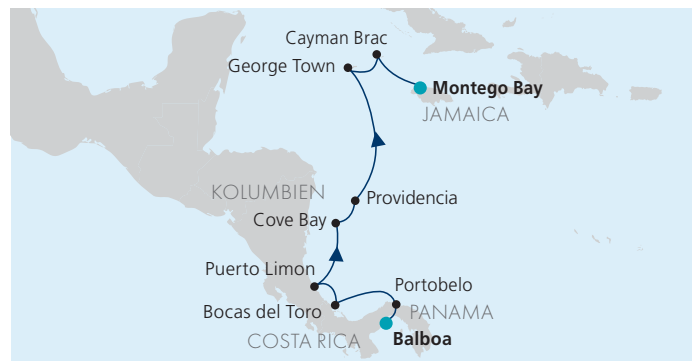 Cayman Brac
George Town
Montego Bay
JAMAICA
KOLUMBIEN
Providencia
Cove Bay
Puerto Limon
Portobelo
Bocas del Toro
PANAMA
COSTA RICA
Balboa